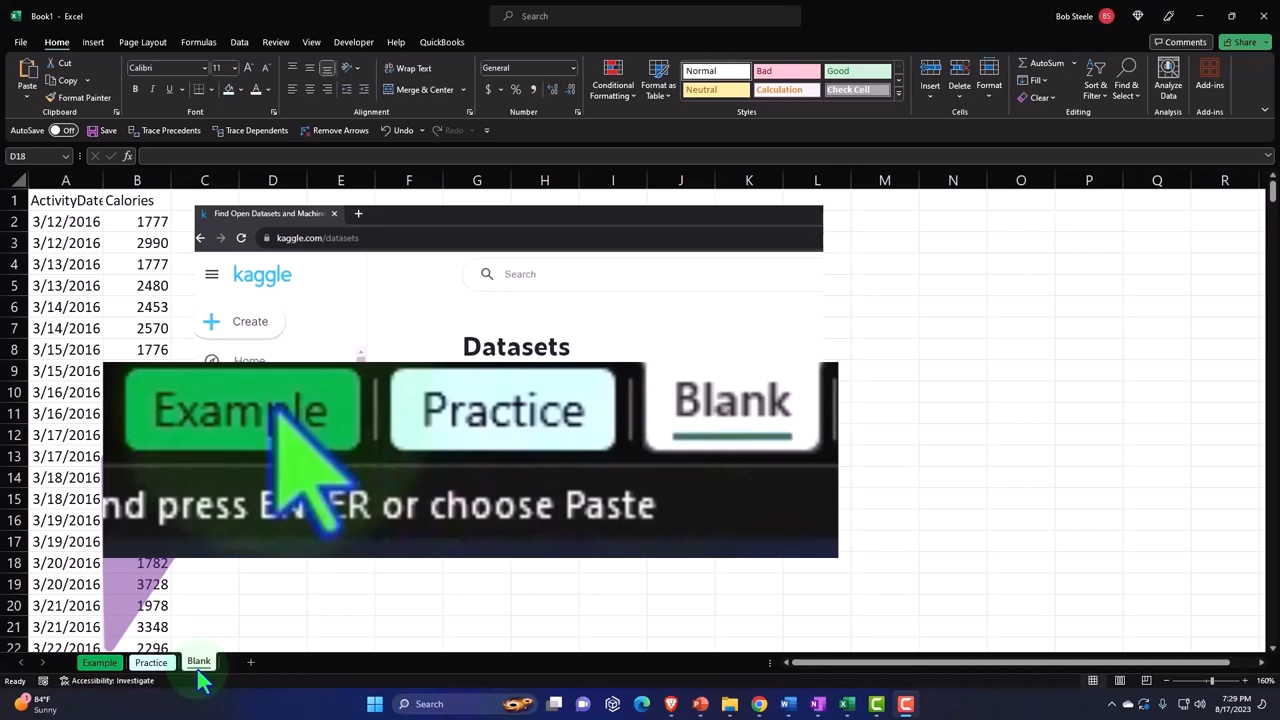 Book1 - Excel
Search
Bob Steele BS
File Home Insert Page Layout Formulas Data Review View Developer Help QuickBooks
Comments Share
Paste
Cut
Copy
Format Painter
Clipboard
Calibri 11
B I U
Font
Wrap Text
Merge & Center
Alignment
General
Number
Conditional Formatting
Format as Table
Normal Bad Good
Neutral Calculation Check Cell
Styles
Insert Delete Format
Cells
AutoSum
Fill
Clear
Sort & Filter
Find & Select
Editing
Analyze Data
Analysis
Add-ins
Add-ins
AutoSave Off Save Trace Precedents Trace Dependents Remove Arrows Undo Redo
D18 fx
A B C D E F G H I J K L M N O P Q R
1 ActivityDate Calories
2 3/12/2016 1777
3 3/12/2016 2990
4 3/13/2016 1777
5 3/13/2016 2480
6 3/14/2016 2453
7 3/14/2016 2570
8 3/15/2016 1776
9 3/15/2016
10 3/16/2016
11 3/16/2016
12 3/17/2016
13 3/17/2016
14 3/18/2016
15 3/18/2016
16 3/19/2016
17 3/19/2016
18 3/20/2016 1782
19 3/20/2016 3728
20 3/21/2016 1978
21 3/21/2016 3348
22 3/22/2016 2296
Find Open Datasets and Machine
kaggle.com/datasets
kaggle
Search
Create
Datasets
Home
Example Practice Blank
nd press ENTER or choose Paste
Example Practice Blank
Ready Accessibility: Investigate
160%
84°F
Sunny
Search
7:29 PM
8/17/2023